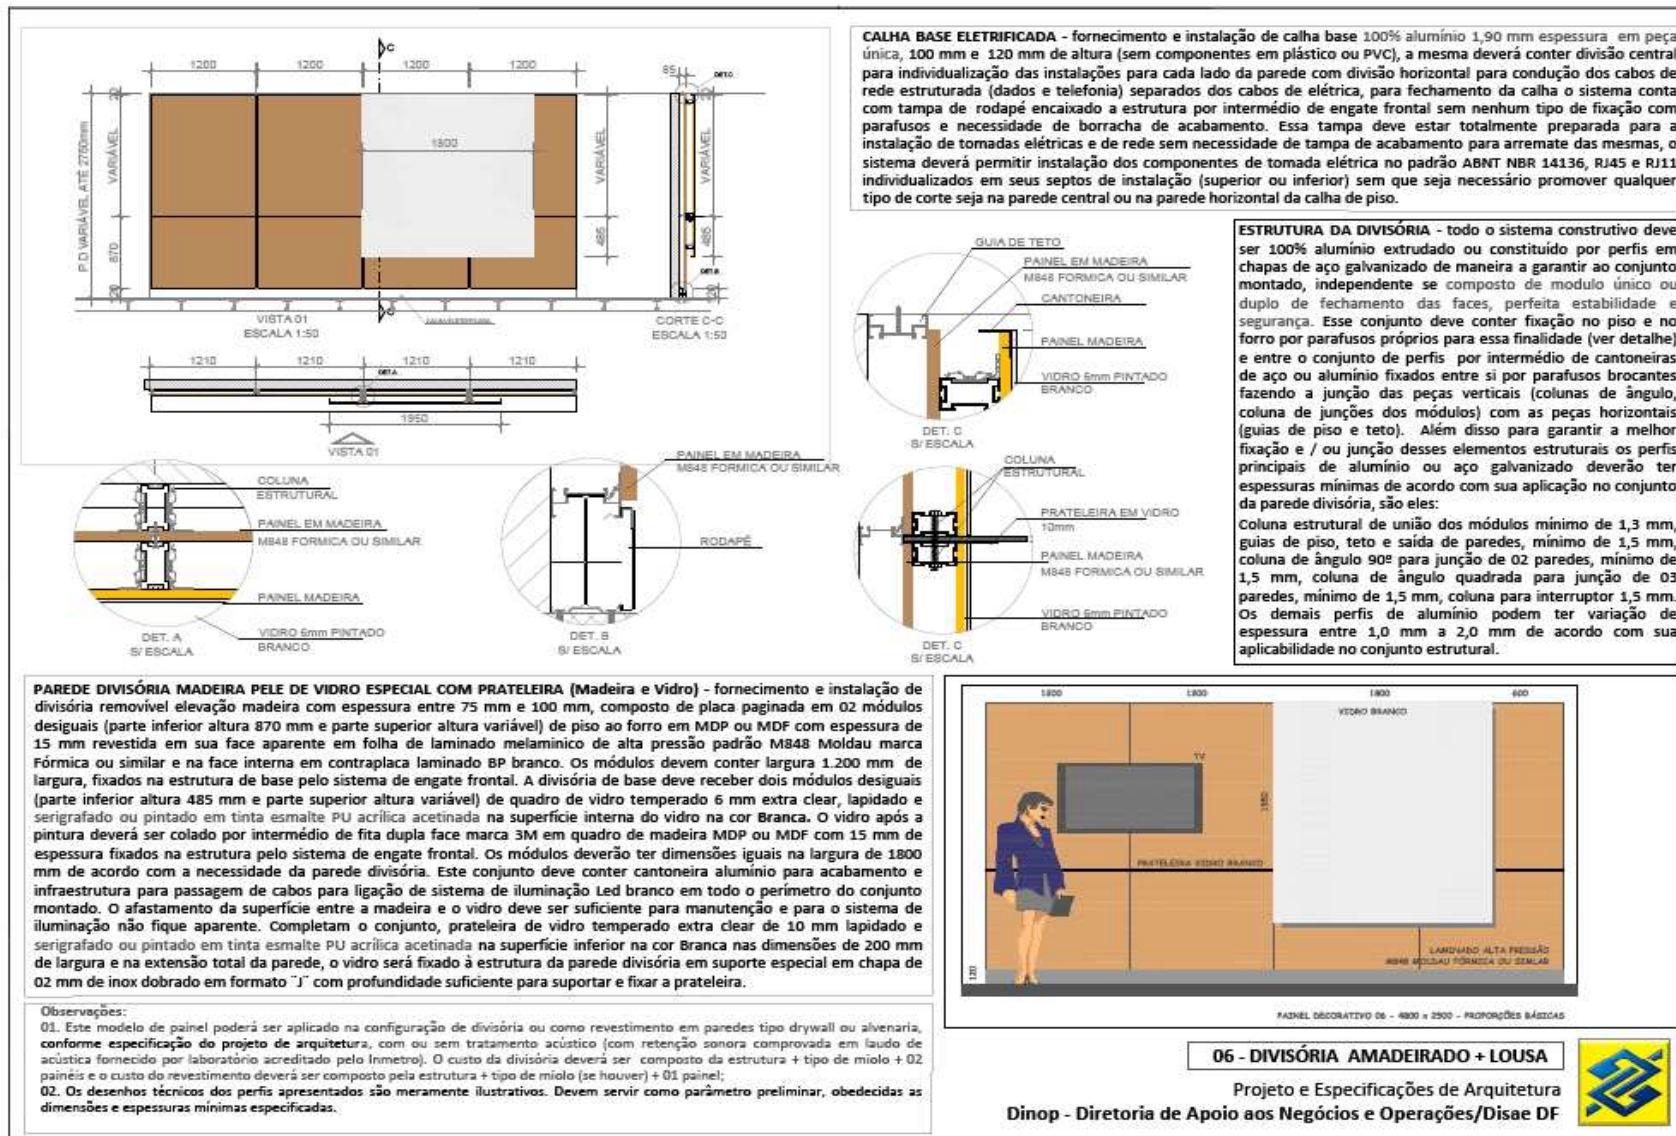 C
1200
1200
1200
1200
65
DET.C
20
VARIÁVEL
P.D VARIÁVEL ATÉ 2750mm
1800
VARIÁVEL
VARIÁVEL
870
485
485
DET.B
20
20
C
VISTA 01
ESCALA 1:50
CORTE C-C
ESCALA 1:50
1210
1210
1210
1210
DET.A
1950
VISTA 01
CALHA BASE ELETRIFICADA - fornecimento e instalação de calha base 100% alumínio 1,90 mm espessura em peça
única, 100 mm e 120 mm de altura (sem componentes em plástico ou PVC), a mesma deverá conter divisão central
para individualização das instalações para cada lado da parede com divisão horizontal para condução dos cabos de
rede estruturada (dados e telefonia) separados dos cabos de elétrica, para fechamento da calha o sistema conta
com tampa de rodapé encaixado a estrutura por intermédio de engate frontal sem nenhum tipo de fixação com
parafusos e necessidade de borracha de acabamento. Essa tampa deve estar totalmente preparada para a
instalação de tomadas elétricas e de rede sem necessidade de tampa de acabamento para arremate das mesmas, o
sistema deverá permitir instalação dos componentes de tomada elétrica no padrão ABNT NBR 14136, RJ45 e RJ11
individualizados em seus septos de instalação (superior ou inferior) sem que seja necessário promover qualquer
tipo de corte seja na parede central ou na parede horizontal da calha de piso.
GUIA DE TETO
PAINEL EM MADEIRA
M848 FORMICA OU SIMILAR
CANTONEIRA
PAINEL MADEIRA
VIDRO 6mm PINTADO
BRANCO
DET. C
S/ ESCALA
ESTRUTURA DA DIVISÓRIA - todo o sistema construtivo deve
ser 100% alumínio extrudado ou constituído por perfis em
chapas de aço galvanizado de maneira a garantir ao conjunto
montado, independente se composto de modulo único ou
duplo de fechamento das faces, perfeita estabilidade e
segurança. Esse conjunto deve conter fixação no piso e no
forro por parafusos próprios para essa finalidade (ver detalhe)
e entre o conjunto de perfis por intermédio de cantoneiras
de aço ou alumínio fixados entre si por parafusos brocantes
fazendo a junção das peças verticais (colunas de ângulo,
coluna de junções dos módulos) com as peças horizontais
(guias de piso e teto). Além disso para garantir a melhor
fixação e / ou junção desses elementos estruturais os perfis
principais de alumínio ou aço galvanizado deverão ter
espessuras mínimas de acordo com sua aplicação no conjunto
da parede divisória, são eles:
Coluna estrutural de união dos módulos mínimo de 1,3 mm,
guias de piso, teto e saída de paredes, mínimo de 1,5 mm,
coluna de ângulo 90º para junção de 02 paredes, mínimo de
1,5 mm, coluna de ângulo quadrada para junção de 03
paredes, mínimo de 1,5 mm, coluna para interruptor 1,5 mm.
Os demais perfis de alumínio podem ter variação de
espessura entre 1,0 mm a 2,0 mm de acordo com sua
aplicabilidade no conjunto estrutural.
COLUNA
ESTRUTURAL
PAINEL EM MADEIRA
M848 FORMICA OU SIMILAR
PAINEL MADEIRA
VIDRO 6mm PINTADO
BRANCO
DET. A
S/ ESCALA
PAINEL EM MADEIRA
M848 FORMICA OU SIMILAR
RODAPÉ
DET. B
S/ ESCALA
COLUNA
ESTRUTURAL
PRATELEIRA EM VIDRO
10mm
PAINEL MADEIRA
M848 FORMICA OU SIMILAR
VIDRO 6mm PINTADO
BRANCO
DET. C
S/ ESCALA
PAREDE DIVISÓRIA MADEIRA PELE DE VIDRO ESPECIAL COM PRATELEIRA (Madeira e Vidro) - fornecimento e instalação de
divisória removível elevação madeira com espessura entre 75 mm e 100 mm, composto de placa paginada em 02 módulos
desiguais (parte inferior altura 870 mm e parte superior altura variável) de piso ao forro em MDP ou MDF com espessura de
15 mm revestida em sua face aparente em folha de laminado melaminico de alta pressão padrão M848 Moldau marca
Fórmica ou similar e na face interna em contraplaca laminado BP branco. Os módulos devem conter largura 1.200 mm de
largura, fixados na estrutura de base pelo sistema de engate frontal. A divisória de base deve receber dois módulos desiguais
(parte inferior altura 485 mm e parte superior altura variável) de quadro de vidro temperado 6 mm extra clear, lapidado e
serigrafado ou pintado em tinta esmalte PU acrílica acetinada na superfície interna do vidro na cor Branca. O vidro após a
pintura deverá ser colado por intermédio de fita dupla face marca 3M em quadro de madeira MDP ou MDF com 15 mm de
espessura fixados na estrutura pelo sistema de engate frontal. Os módulos deverão ter dimensões iguais na largura de 1800
mm de acordo com a necessidade da parede divisória. Este conjunto deve conter cantoneira alumínio para acabamento e
infraestrutura para passagem de cabos para ligação de sistema de iluminação Led branco em todo o perímetro do conjunto
montado. O afastamento da superfície entre a madeira e o vidro deve ser suficiente para manutenção e para o sistema de
iluminação não fique aparente. Completam o conjunto, prateleira de vidro temperado extra clear de 10 mm lapidado e
serigrafado ou pintado em tinta esmalte PU acrílica acetinada na superfície inferior na cor Branca nas dimensões de 200 mm
de largura e na extensão total da parede, o vidro será fixado à estrutura da parede divisória em suporte especial em chapa de
02 mm de inox dobrado em formato ¨J¨ com profundidade suficiente para suportar e fixar a prateleira.
Observações:
01. Este modelo de painel poderá ser aplicado na configuração de divisória ou como revestimento em paredes tipo drywall ou alvenaria,
conforme especificação do projeto de arquitetura, com ou sem tratamento acústico (com retenção sonora comprovada em laudo de
acústica fornecido por laboratório acreditado pelo Inmetro). O custo da divisória deverá ser composto da estrutura + tipo de miolo + 02
painéis e o custo do revestimento deverá ser composto pela estrutura + tipo de miolo (se houver) + 01 painel;
02. Os desenhos técnicos dos perfis apresentados são meramente ilustrativos. Devem servir como parâmetro preliminar, obedecidas as
dimensões e espessuras mínimas especificadas.
1800
600
VIDRO BRANCO
TV
PRATELEIRA VIDRO BRANCO
LAMINADO ALTA PRESSÃO
M848 MOLDAU FÓRMICA OU SIMILAR
120
PAINEL DECORATIVO 06 - 4800 x 2500 - PROPORÇÕES BÁSICAS
06 - DIVISÓRIA AMADEIRADO + LOUSA
Projeto e Especificações de Arquitetura
Dinop - Diretoria de Apoio aos Negócios e Operações/Disae DF